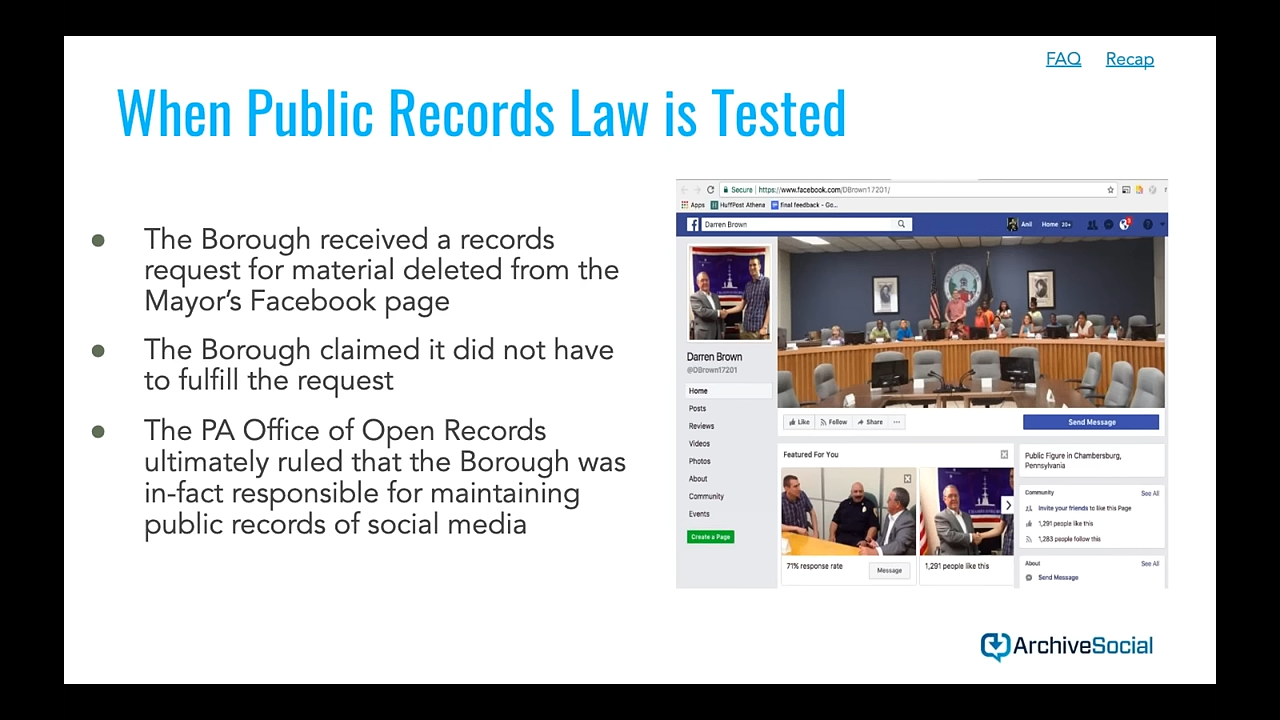 FAQ Recap
When Public Records Law is Tested
The Borough received a records
request for material deleted from the
Mayor's Facebook page
The Borough claimed it did not have
to fulfill the request
The PA Office of Open Records
ultimately ruled that the Borough was
in-fact responsible for maintaining
public records of social media
Secure https://www.facebook.com/DBrown17201/
Apps HuffPost Athena final feedback - Go...
Darren Brown
Anil Home 20+
Darren Brown
@DBrown17201
Home
Posts
Reviews
Videos
Photos
About
Community
Events
Create a Page
Like Follow Share
Send Message
Featured For You
71% response rate
Message
1,291 people like this
Public Figure in Chambersburg,
Pennsylvania
Community See All
Invite your friends to like this Page
1,291 people like this
1,283 people follow this
About See All
Send Message
ArchiveSocial